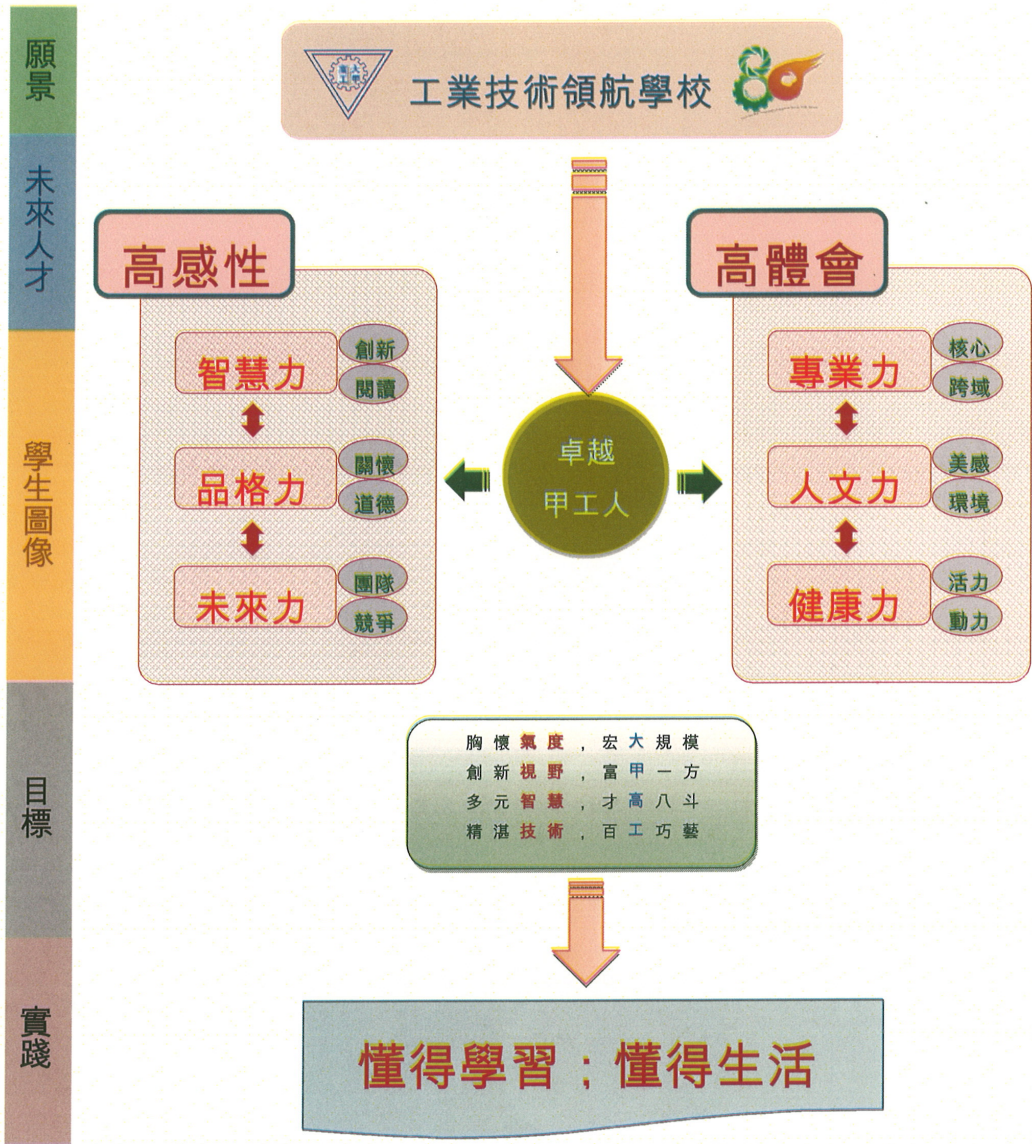 願景
工業技術領航學校
80
未來人才
高感性
高體會
學生圖像
智慧力
創新
閱讀
品格力
關懷
道德
未來力
團隊
競爭
卓越
甲工人
專業力
核心
跨域
人文力
美感
環境
健康力
活力
動力
目標
胸懷氣度，宏大規模
創新視野，富甲一方
多元智慧，才高八斗
精湛技術，百工巧藝
實踐
懂得學習；懂得生活